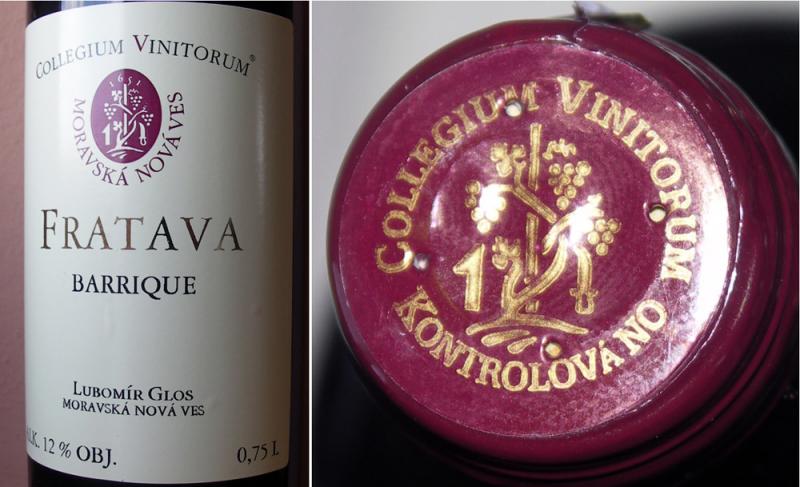 COLLEGIUM VINITORUM®
1651
MORAVSKÁ NOVÁ VES
FRATAVA
BARRIQUE
LUBOMÍR GLOS
MORAVSKÁ NOVÁ VES
ALK. 12 % OBJ.
0,75 L
COLLEGIUM VINITORUM
KONTROLOVÁNO